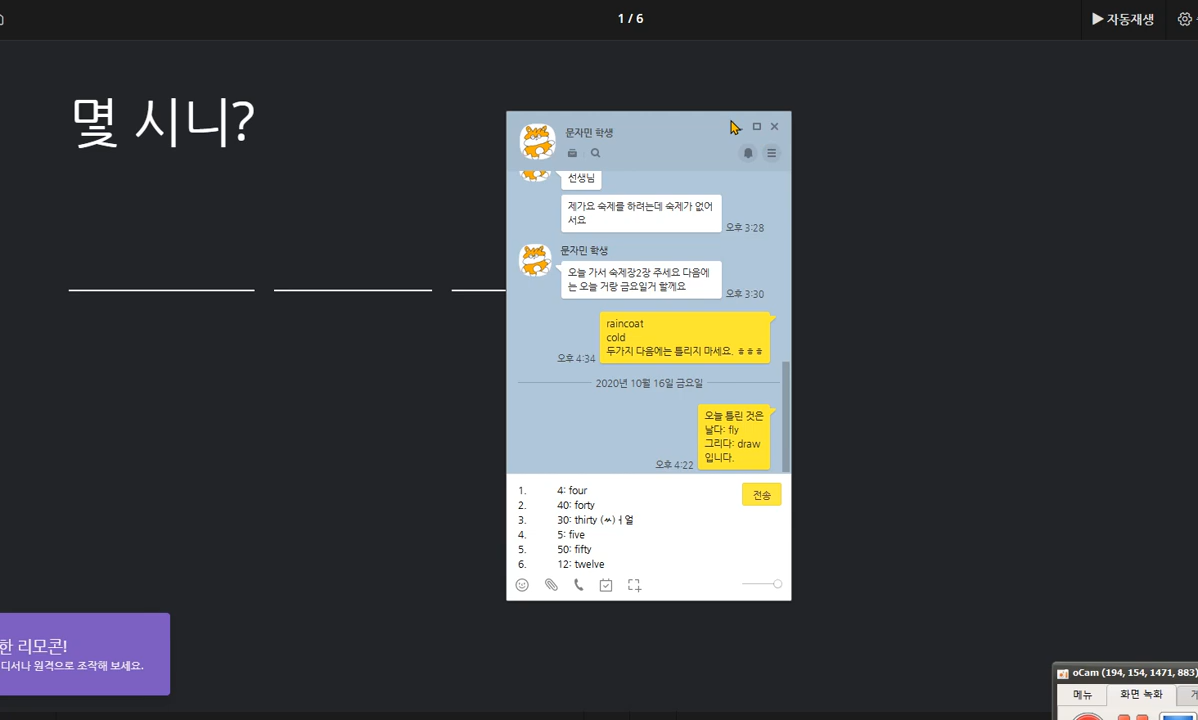 1 / 6
▶ 자동재생
몇 시니?
문자민 학생
선생님
제가요 숙제를 하려는데 숙제가 없어
서요
오후 3:28
문자민 학생
오늘 가서 숙제장2장 주세요 다음에
는 오늘 거랑 금요일거 할께요
오후 3:30
raincoat
cold
두가지 다음에는 틀리지 마세요. ㅎㅎㅎ
오후 4:34
2020년 10월 16일 금요일
오늘 틀린 것은
날다: fly
그리다: draw
입니다.
오후 4:22
1. 4: four
2. 40: forty
3. 30: thirty (ㅆ)ㅓ얼
4. 5: five
5. 50: fifty
6. 12: twelve
전송
한 리모콘!
디서나 원격으로 조작해 보세요.
oCam (194, 154, 1471, 883)
메뉴
화면 녹화